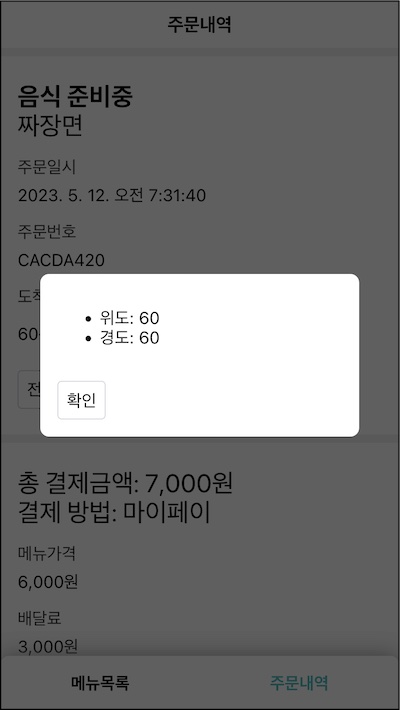 주문내역
음식 준비중
짜장면
주문일시
2023. 5. 12. 오전 7:31:40
주문번호
CACDA420
도착
60
위도: 60
경도: 60
전
확인
총 결제금액: 7,000원
결제 방법: 마이페이
메뉴가격
6,000원
배달료
3,000원
메뉴목록
주문내역